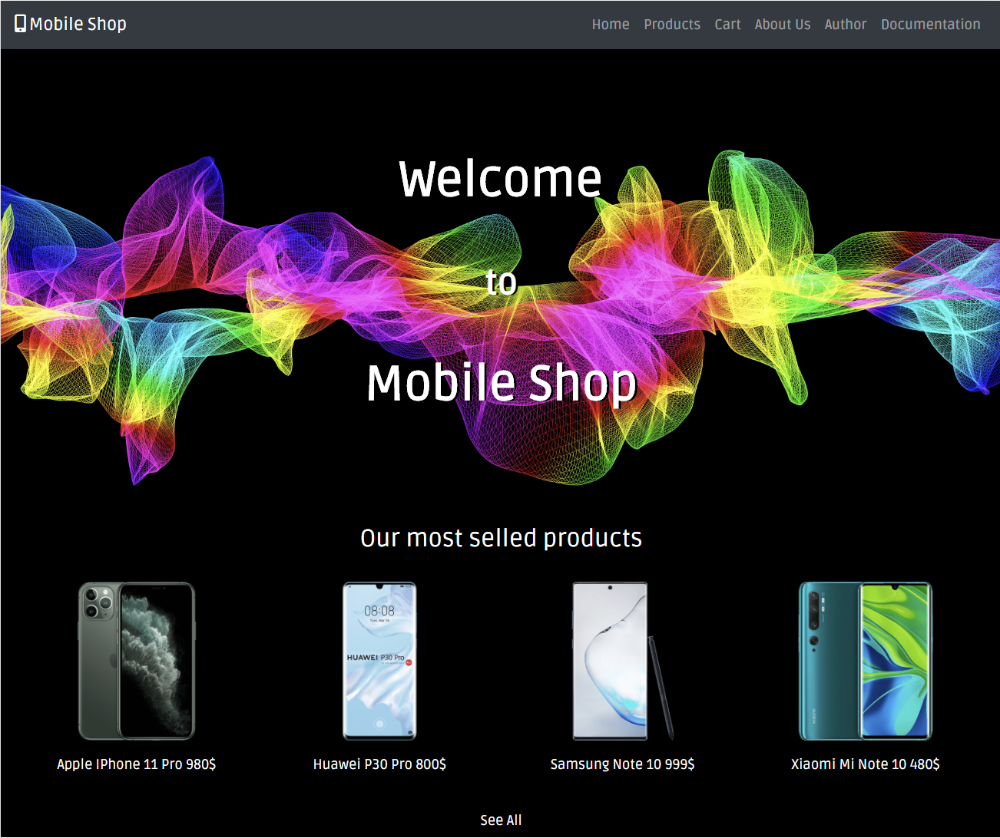 Mobile Shop
Home Products Cart About Us Author Documentation
Welcome
to
Mobile Shop
Our most selled products
08:08
HUAWEI P30 Pro
Apple IPhone 11 Pro 980$
Huawei P30 Pro 800$
Samsung Note 10 999$
Xiaomi Mi Note 10 480$
See All